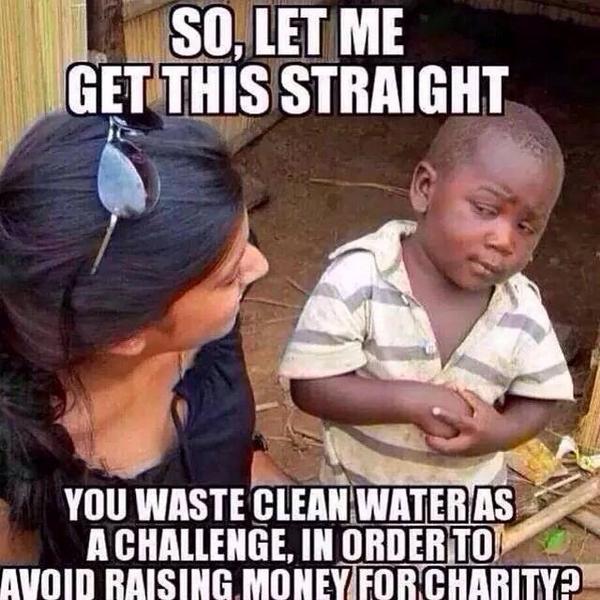 SO, LET ME
GET THIS STRAIGHT
YOU WASTE CLEAN WATER AS
A CHALLENGE, IN ORDER TO
AVOID RAISING MONEY FOR CHARITY?